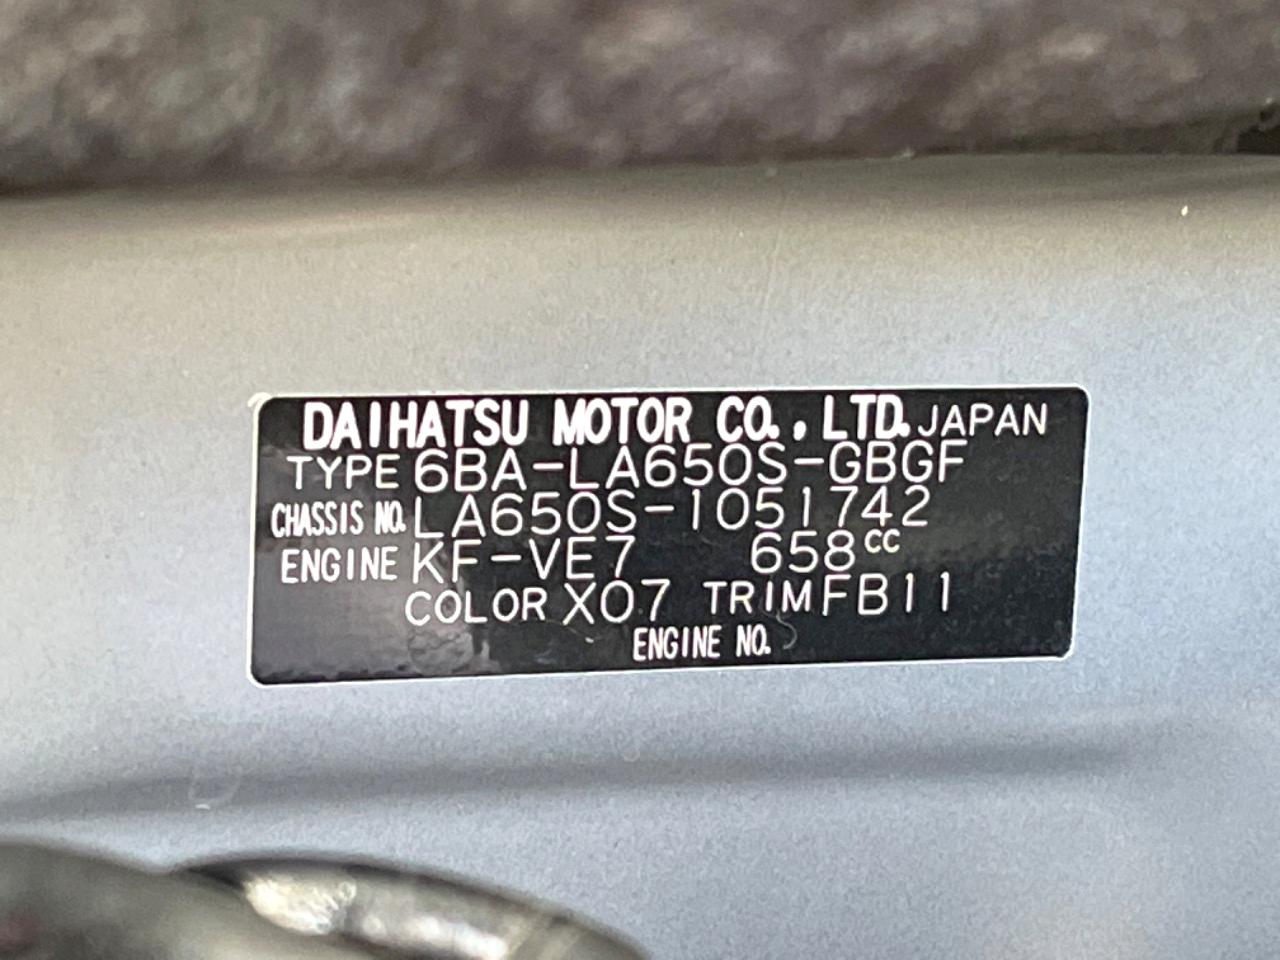 DAIHATSU MOTOR CO., LTD. JAPAN
TYPE 6BA-LA650S-GBGF
CHASSIS NO. LA650S-1051742
ENGINE KF-VE7 658cc
COLOR X07 TRIM FB11
ENGINE NO.